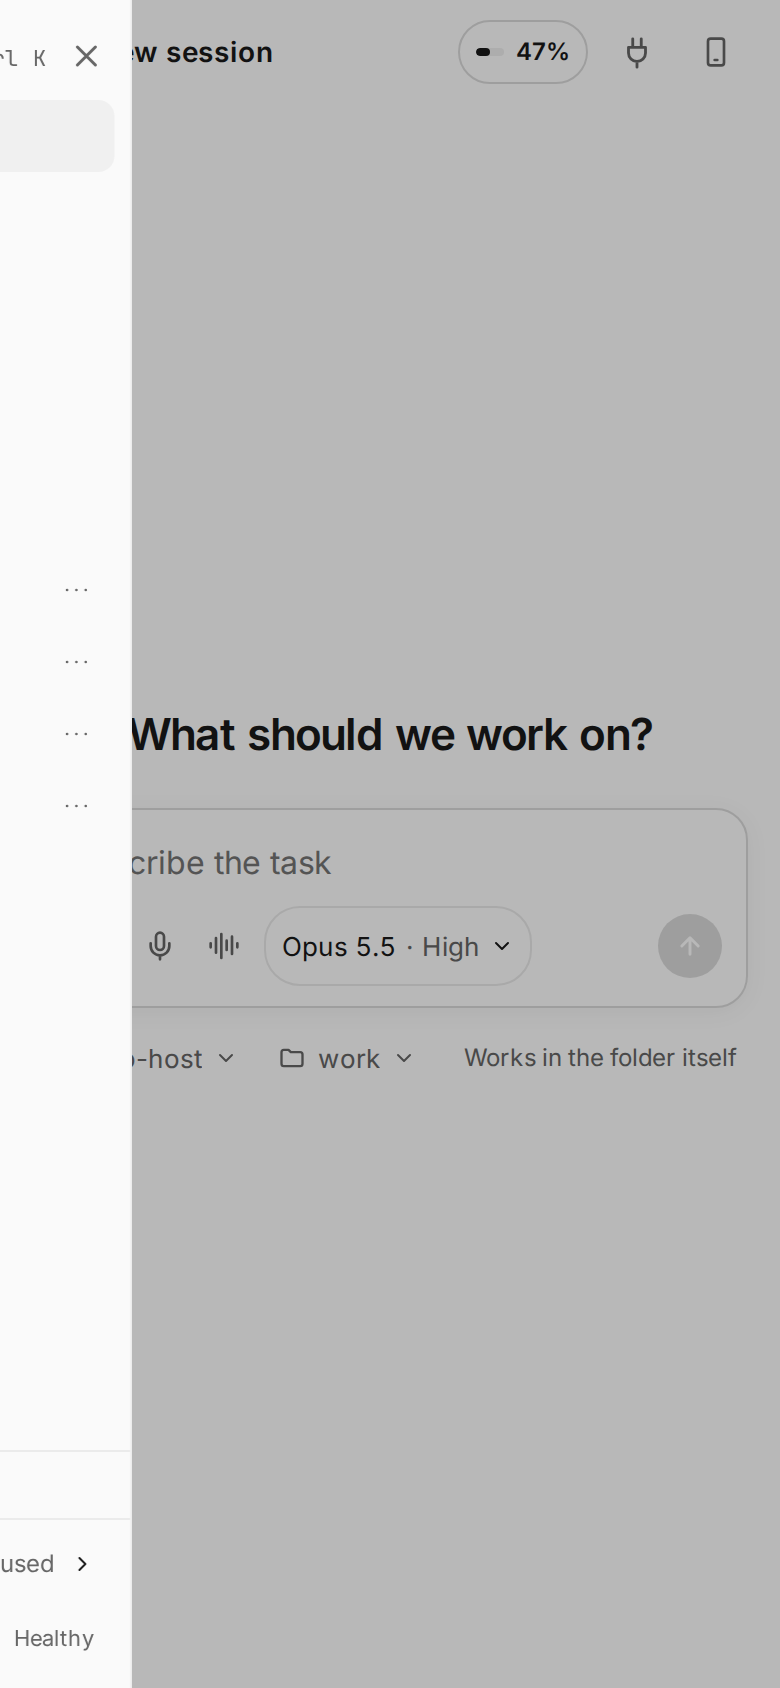 rl K
ew session
47%
...
...
...
...
What should we work on?
cribe the task
Opus 5.5 · High
-host
work
Works in the folder itself
used
Healthy